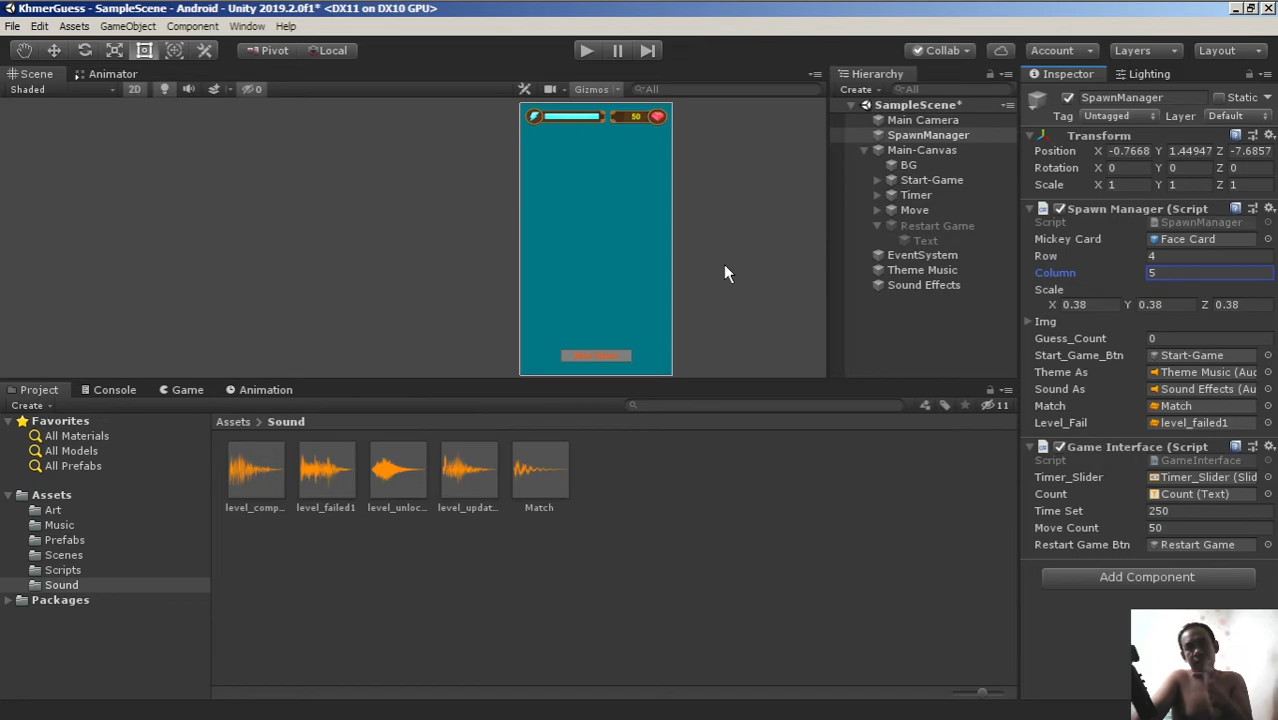 KhmerGuess - SampleScene - Android - Unity 2019.2.0f1* <DX11 on DX10 GPU>
File Edit Assets GameObject Component Window Help
Pivot Local Collab Account Layers Layout
Scene Animator
Shaded 2D 0 Gizmos All
50
Hierarchy
Create All
SampleScene*
Main Camera
SpawnManager
Main-Canvas
BG
Start-Game
Timer
Move
Restart Game
Text
EventSystem
Theme Music
Sound Effects
Inspector Lighting
SpawnManager Static
Tag Untagged Layer Default
Transform
Position X -0.7668 Y 1.44947 Z -7.6857
Rotation X 0 Y 0 Z 0
Scale X 1 Y 1 Z 1
Spawn Manager (Script
Script SpawnManager
Mickey Card Face Card
Row 4
Column 5
Scale
X 0.38 Y 0.38 Z 0.38
Img
Guess_Count 0
Start_Game_Btn Start-Game
Theme As Theme Music (Aud
Sound As Sound Effects (Au
Match Match
Level_Fail level_failed1
Game Interface (Script
Script GameInterface
Timer_Slider Timer_Slider (Slid
Count Count (Text)
Time Set 250
Move Count 50
Restart Game Btn Restart Game
Add Component
Project Console Game Animation
Create 11
Favorites
All Materials
All Models
All Prefabs
Assets
Art
Music
Prefabs
Scenes
Scripts
Sound
Packages
Assets Sound
level_comp... level_failed1 level_unloc... level_updat... Match